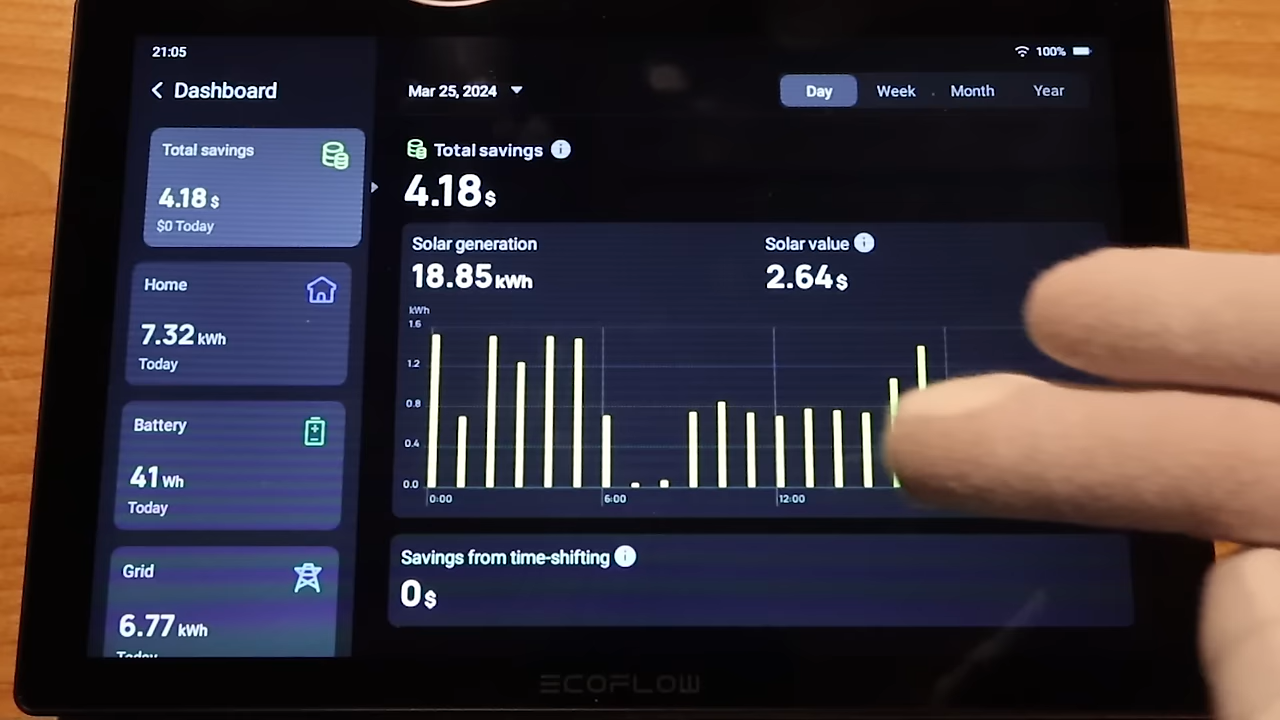 21:05
100%
Dashboard
Mar 25, 2024
Day
Week
Month
Year
Total savings
4.18 $
$0 Today
Home
7.32 kWh
Today
Battery
41 Wh
Today
Grid
6.77 kWh
Today
Total savings
4.18 $
Solar generation
18.85 kWh
Solar value
2.64 $
kWh
1.6
1.2
0.8
0.4
0.0
0:00
6:00
12:00
Savings from time-shifting
0 $
ECOFLOW